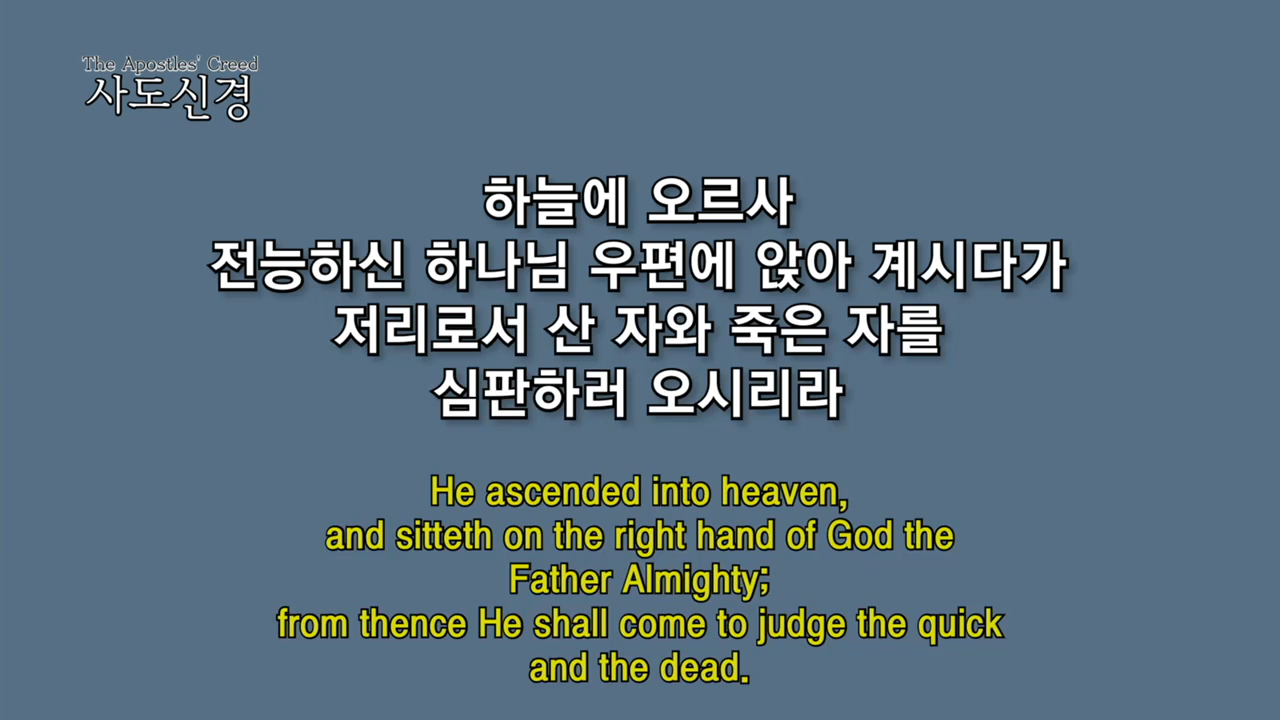 The Apostles' Creed
사도신경
하늘에 오르사
전능하신 하나님 우편에 앉아 계시다가
저리로서 산 자와 죽은 자를
심판하러 오시리라
He ascended into heaven,
and sitteth on the right hand of God the
Father Almighty;
from thence He shall come to judge the quick
and the dead.